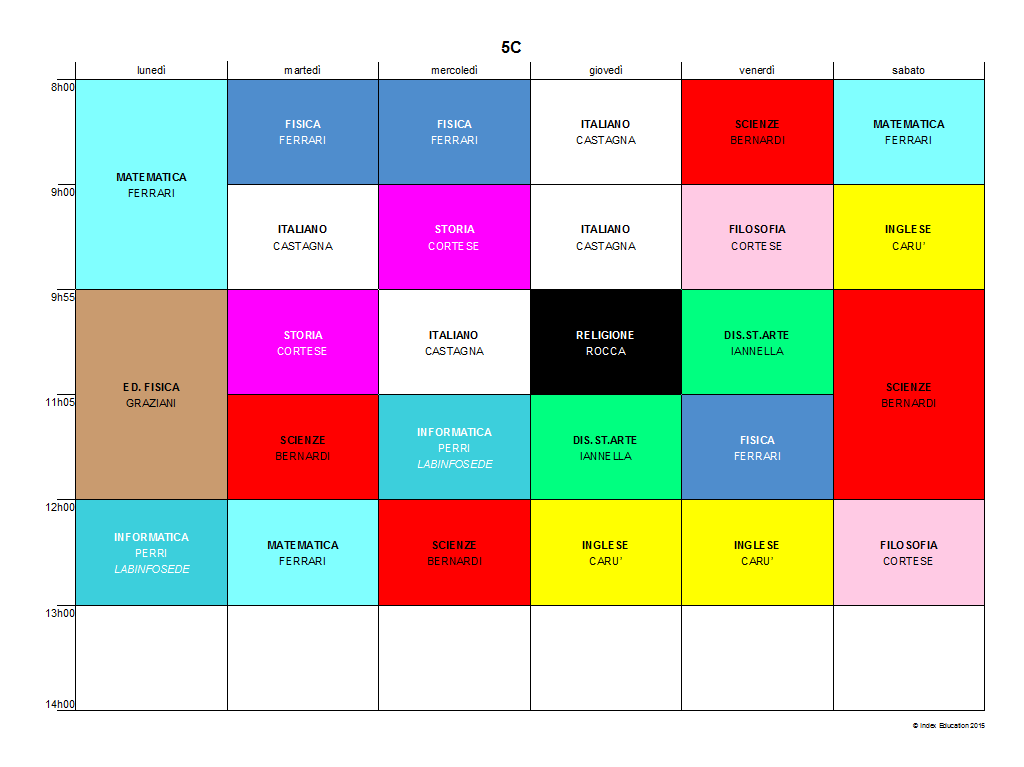 5C
lunedì martedì mercoledì giovedì venerdì sabato
8h00
FISICA FISICA ITALIANO SCIENZE MATEMATICA
FERRARI FERRARI CASTAGNA BERNARDI FERRARI
MATEMATICA
FERRARI
9h00
ITALIANO STORIA ITALIANO FILOSOFIA INGLESE
CASTAGNA CORTESE CASTAGNA CORTESE CARU'
9h55
STORIA ITALIANO RELIGIONE DIS.ST.ARTE
CORTESE CASTAGNA ROCCA IANNELLA
ED. FISICA SCIENZE
GRAZIANI BERNARDI
11h05
INFORMATICA
SCIENZE PERRI DIS.ST.ARTE FISICA
BERNARDI LABINFOSEDE IANNELLA FERRARI
12h00
INFORMATICA MATEMATICA SCIENZE INGLESE INGLESE FILOSOFIA
PERRI FERRARI BERNARDI CARU' CARU' CORTESE
LABINFOSEDE
13h00
14h00
© Index Education 2015